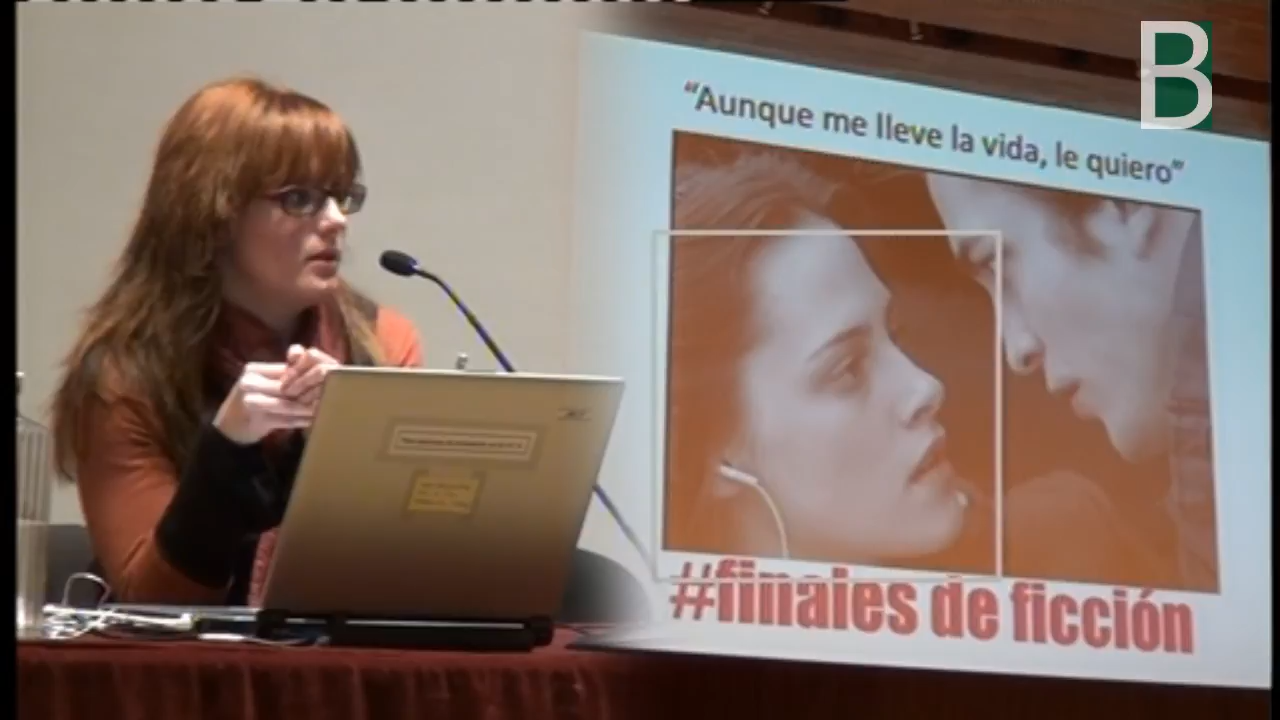 B
“Aunque me lleve la vida, le quiero”
#finales de ficción